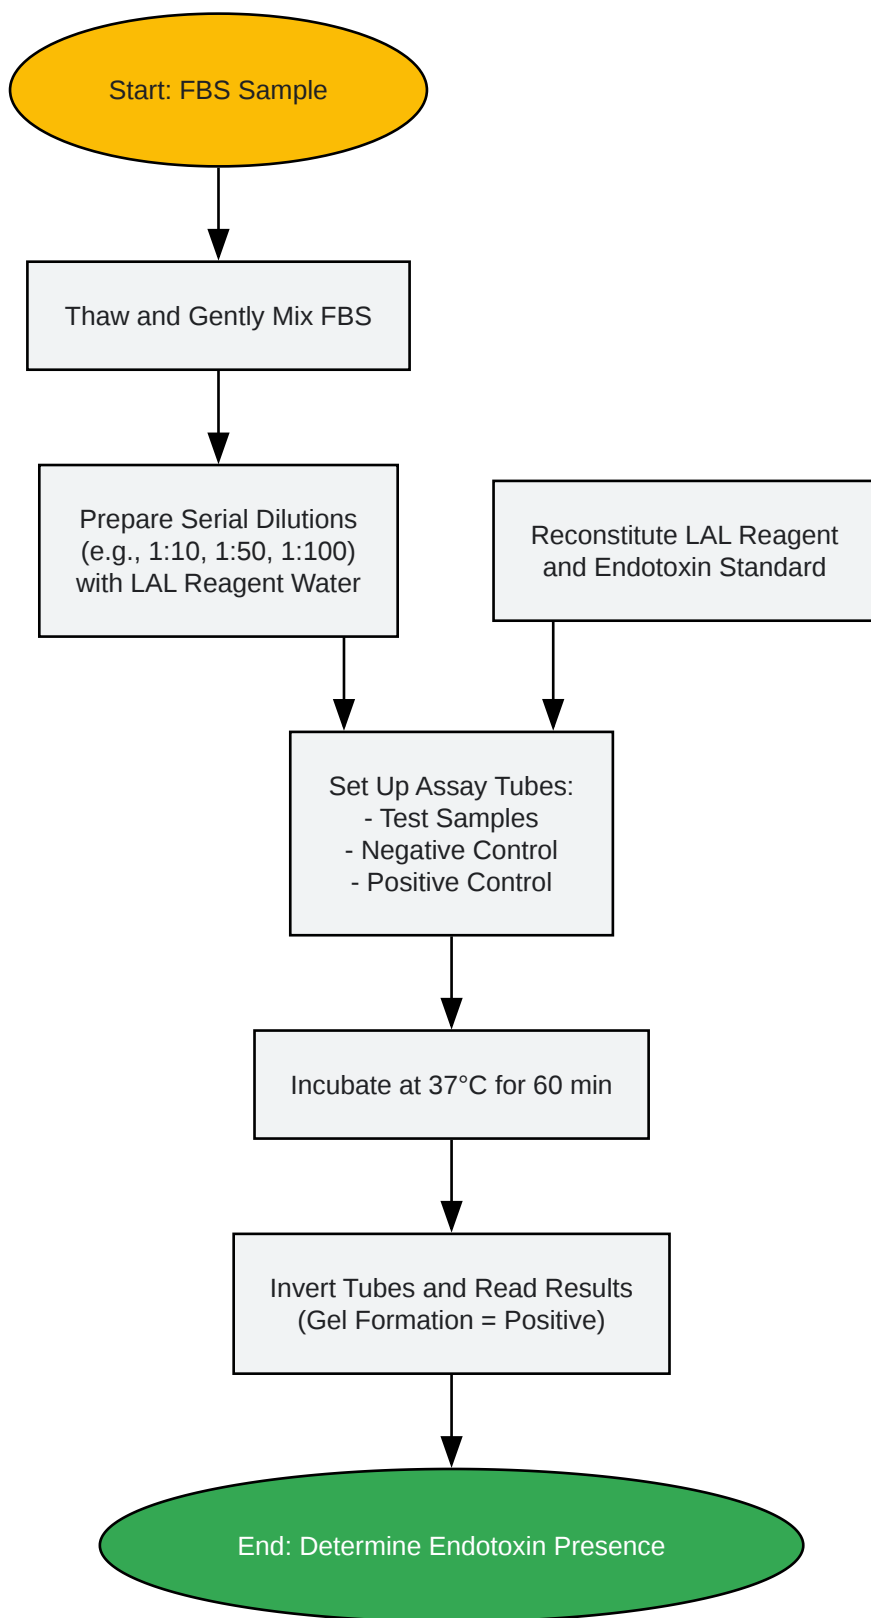 Start: FBS Sample
Thaw and Gently Mix FBS
Prepare Serial Dilutions
(e.g., 1:10, 1:50, 1:100)
with LAL Reagent Water
Reconstitute LAL Reagent
and Endotoxin Standard
Set Up Assay Tubes:
- Test Samples
- Negative Control
- Positive Control
Incubate at 37°C for 60 min
Invert Tubes and Read Results
(Gel Formation = Positive)
End: Determine Endotoxin Presence